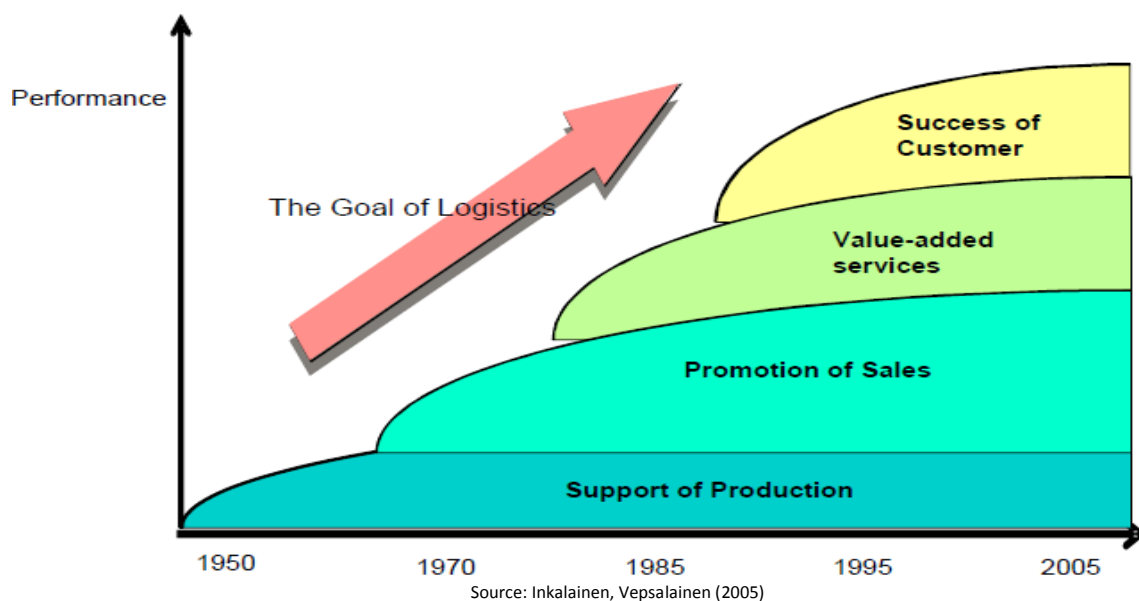 Performance
Success of
Customer
The Goal of Logistics
Value-added
services
Promotion of Sales
Support of Production
1950 1970 1985 1995 2005
Source: Inkalainen, Vepsalainen (2005)